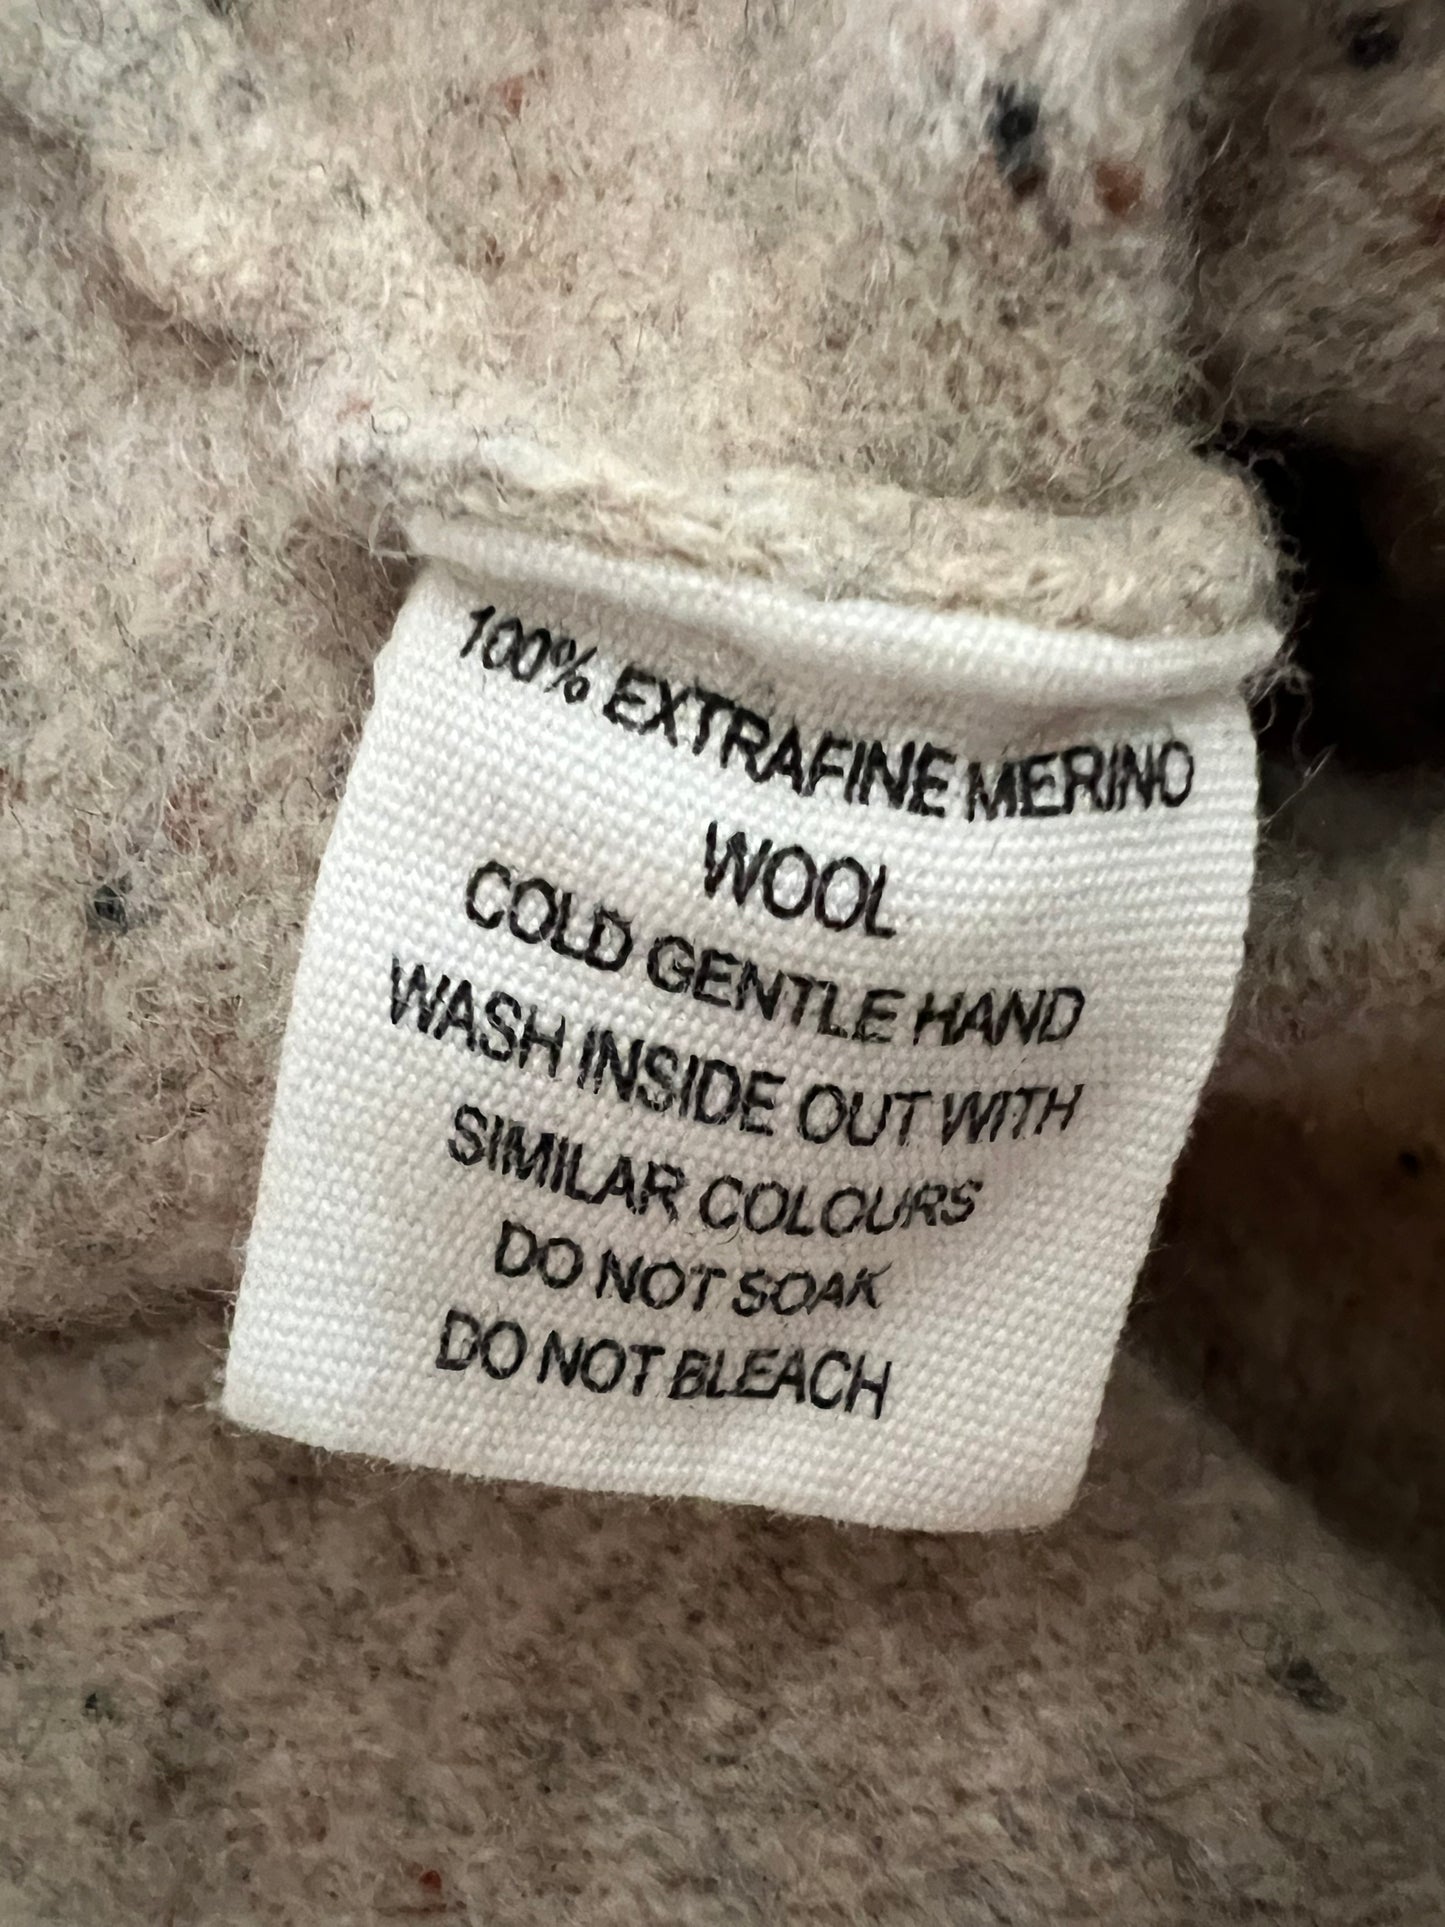 100% EXTRAFINE MERINO
WOOL
COLD GENTLE HAND
WASH INSIDE OUT WITH
SIMILAR COLOURS
DO NOT SOAK
DO NOT BLEACH